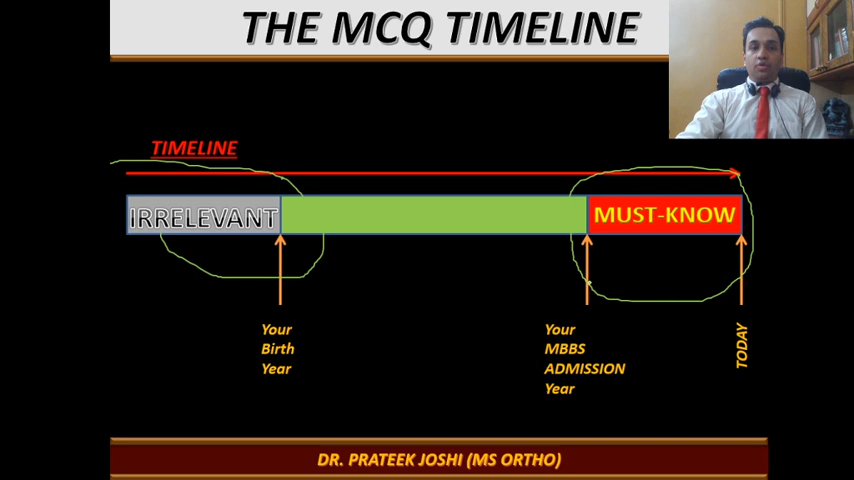 THE MCQ TIMELINE
TIMELINE
IRRELEVANT
MUST-KNOW
Your
Birth
Year
Your
MBBS
ADMISSION
Year
TODAY
DR. PRATEEK JOSHI (MS ORTHO)